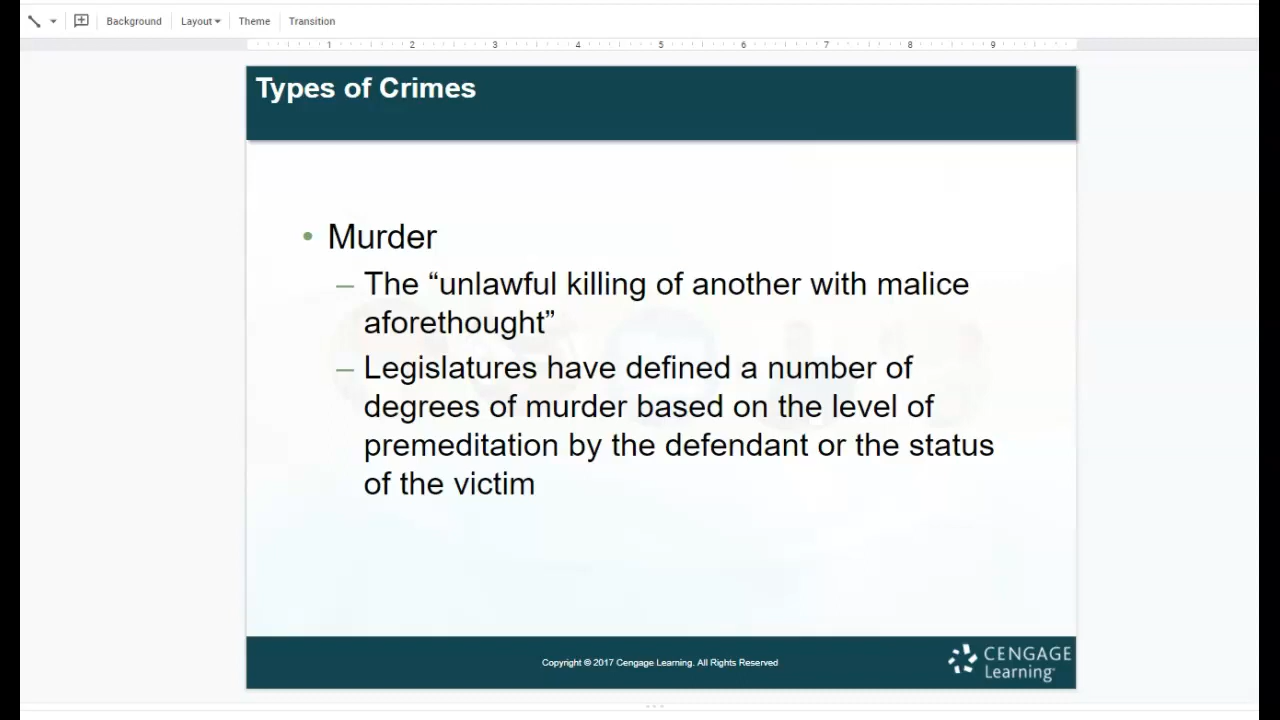 Background Layout Theme Transition
1 2 3 4 5 6 7 8 9
Types of Crimes
• Murder
– The “unlawful killing of another with malice
aforethought”
– Legislatures have defined a number of
degrees of murder based on the level of
premeditation by the defendant or the status
of the victim
Copyright © 2017 Cengage Learning. All Rights Reserved
CENGAGE
Learning™